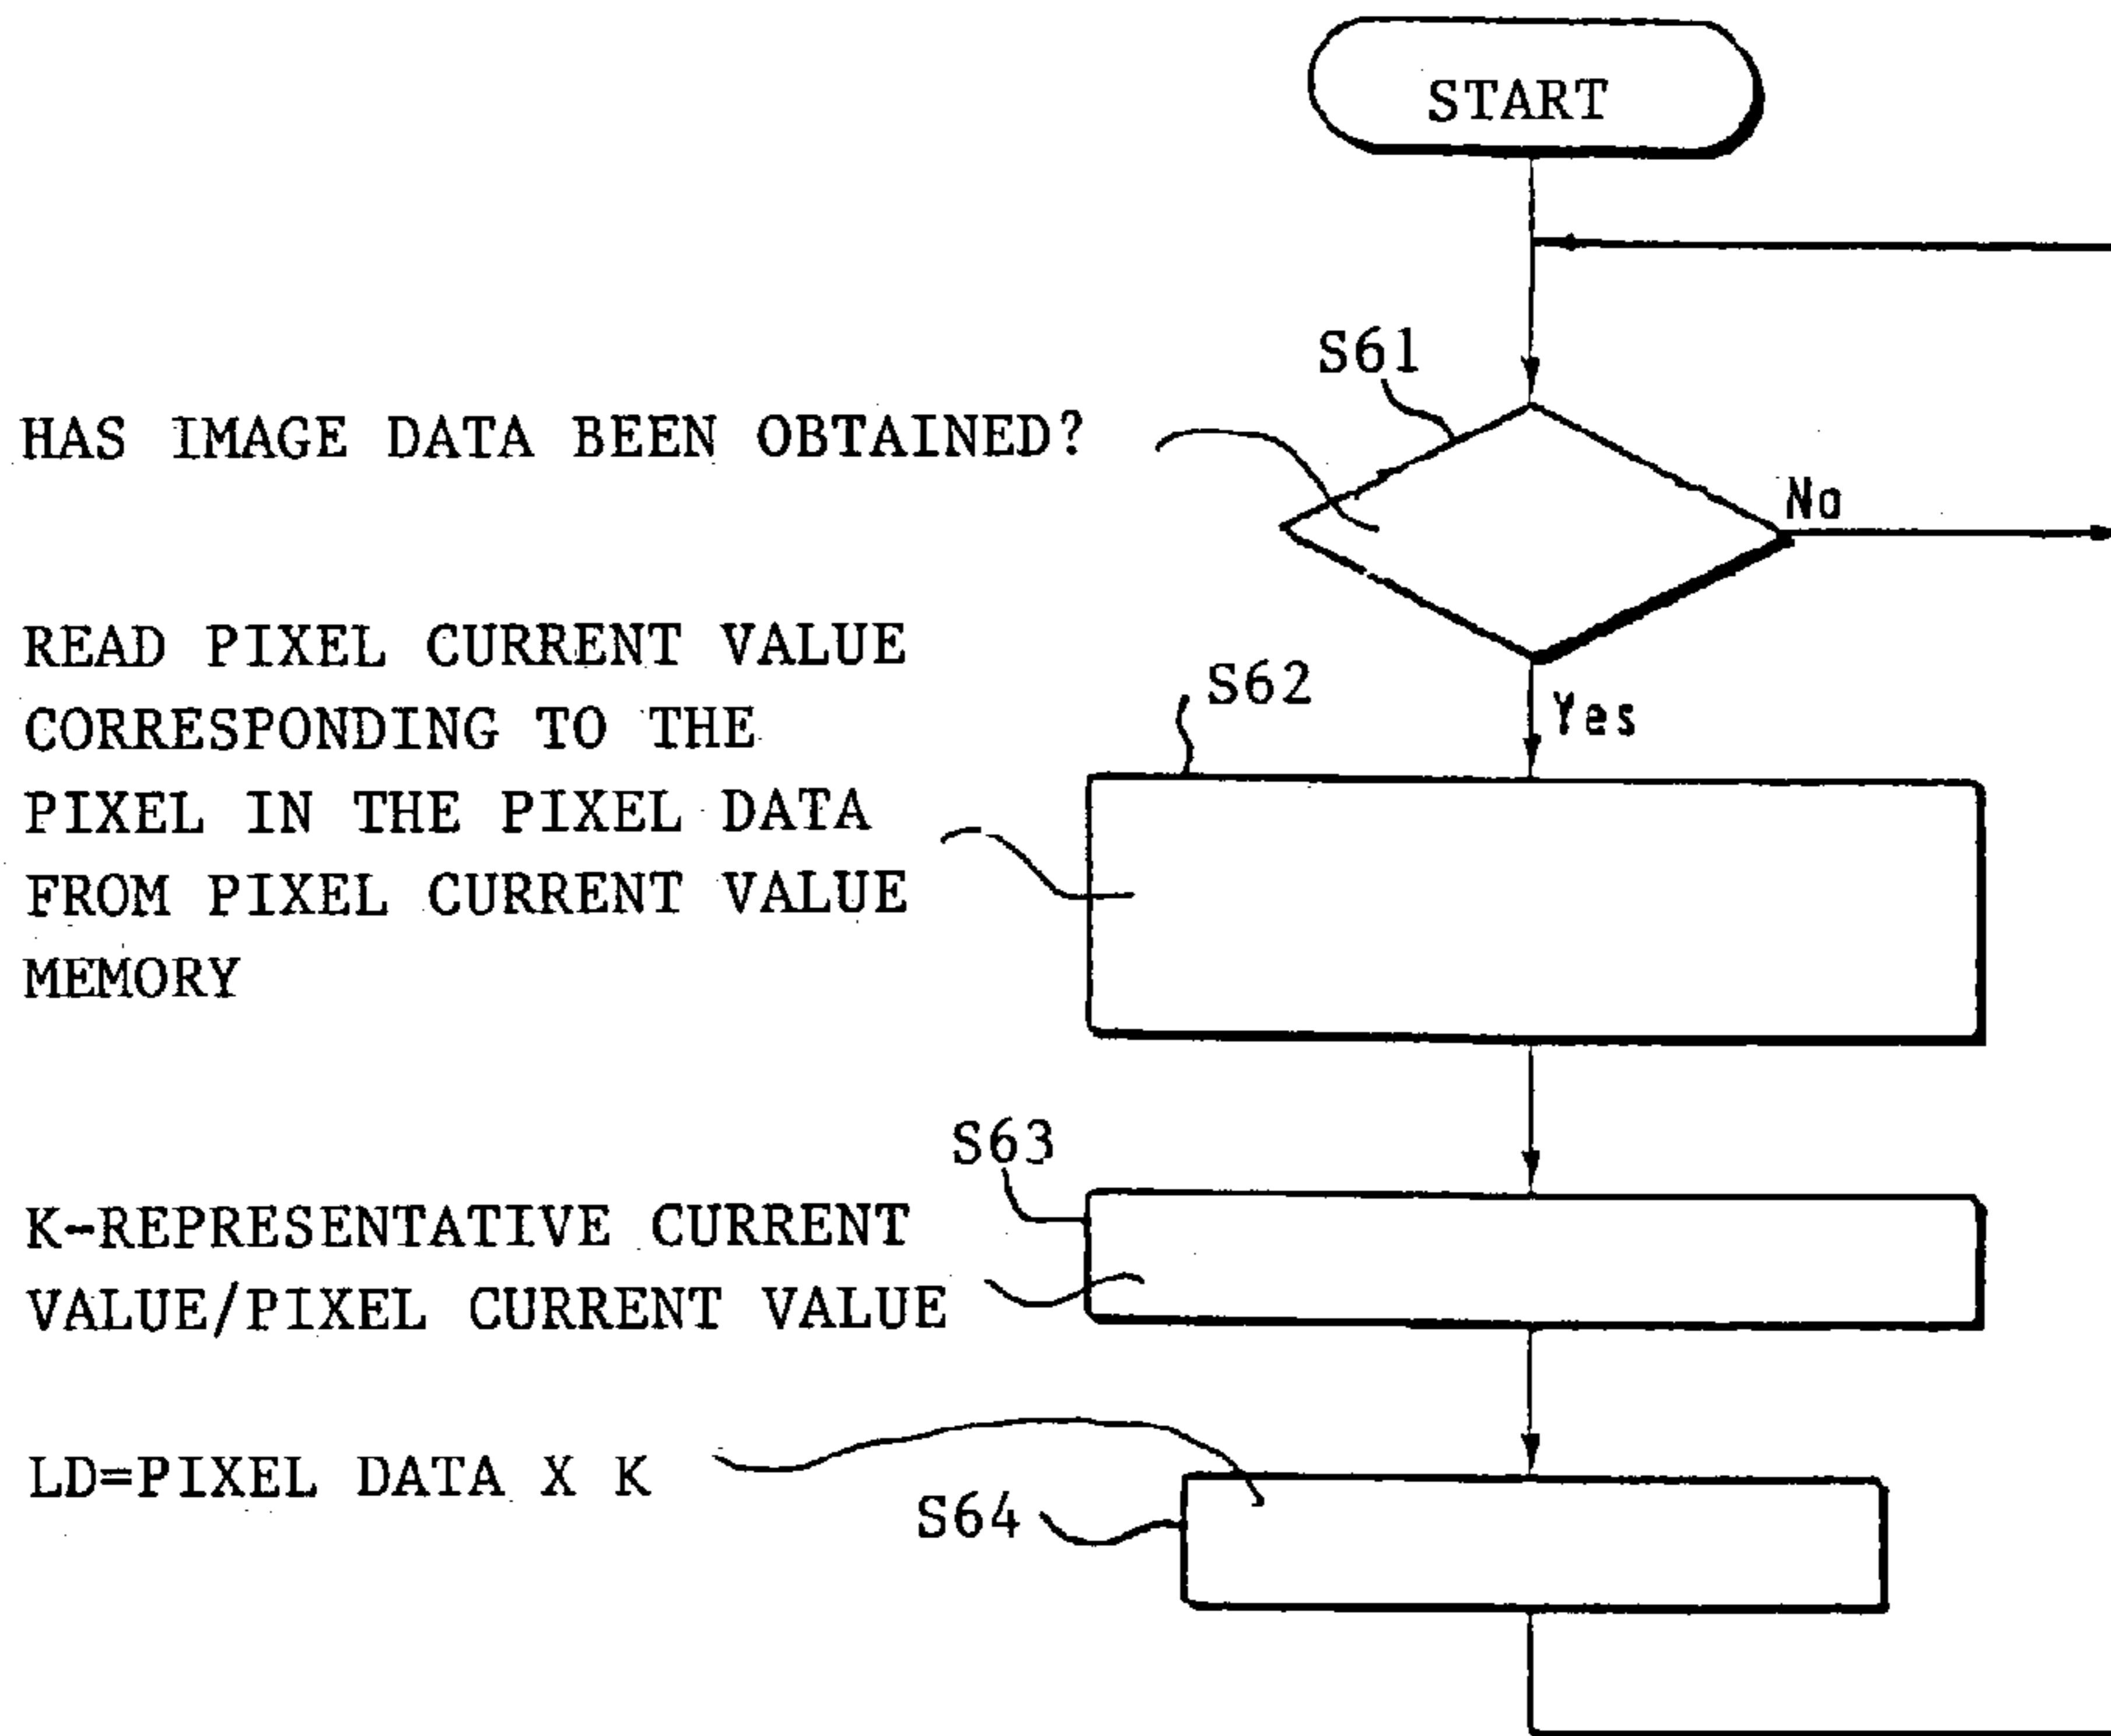 START
S61
HAS IMAGE DATA BEEN OBTAINED?
No
READ PIXEL CURRENT VALUE
CORRESPONDING TO THE
PIXEL IN THE PIXEL DATA
FROM PIXEL CURRENT VALUE
MEMORY
S62
Yes
S63
K-REPRESENTATIVE CURRENT
VALUE/PIXEL CURRENT VALUE
LD=PIXEL DATA X K
S64